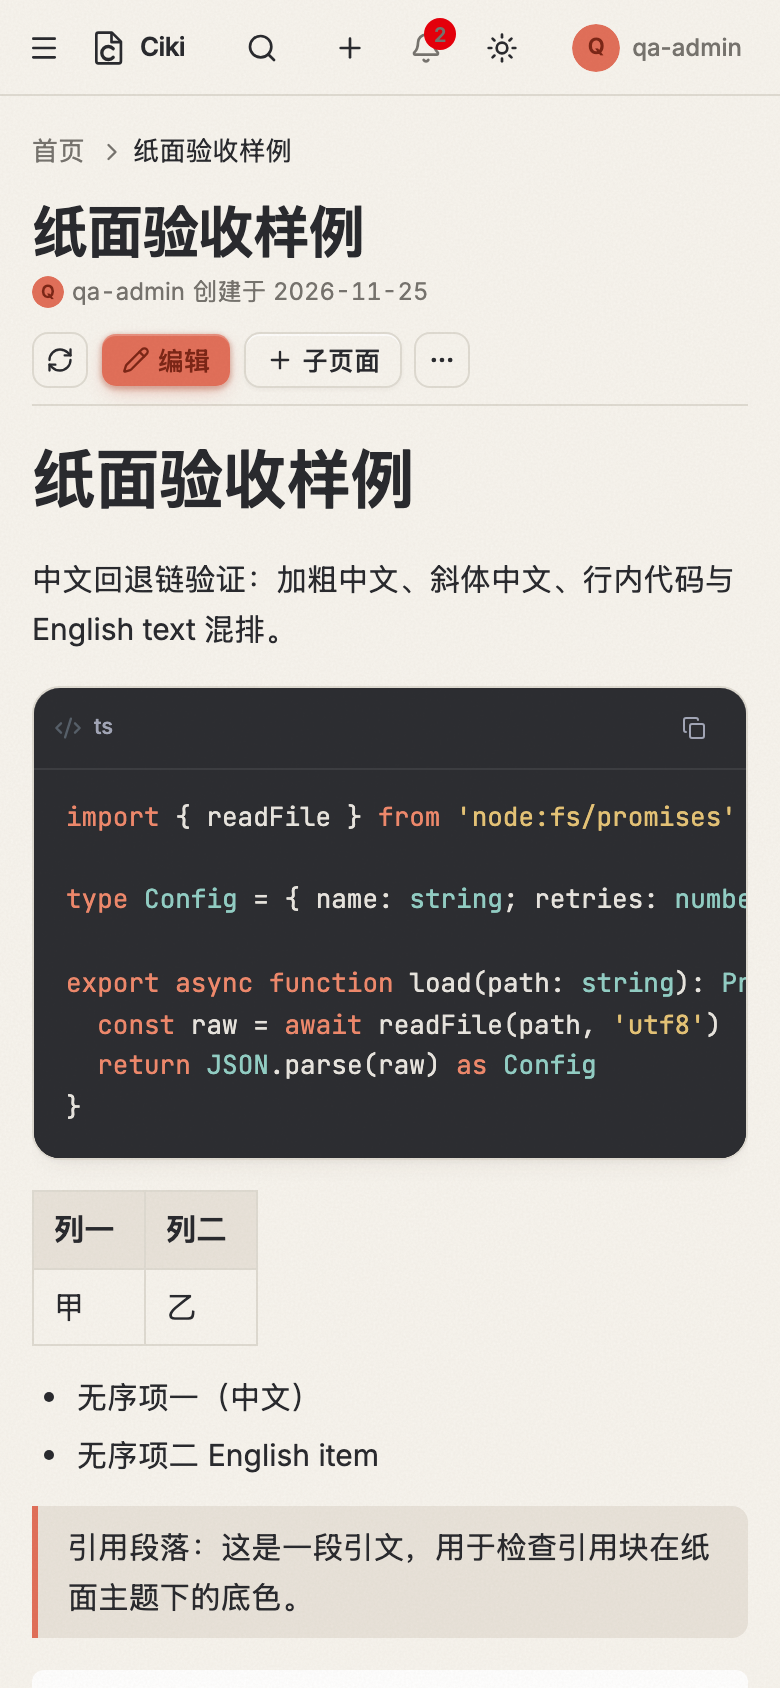 Ciki
2
Q qa-admin
首页 > 纸面验收样例
纸面验收样例
Q qa-admin 创建于 2026-11-25
编辑
+ 子页面
纸面验收样例
中文回退链验证：加粗中文、斜体中文、行内代码与
English text 混排。
</> ts
import { readFile } from 'node:fs/promises'
type Config = { name: string; retries: numbe
export async function load(path: string): Pr
  const raw = await readFile(path, 'utf8')
  return JSON.parse(raw) as Config
}
列一 列二
甲 乙
• 无序项一（中文）
• 无序项二 English item
引用段落：这是一段引文，用于检查引用块在纸
面主题下的底色。